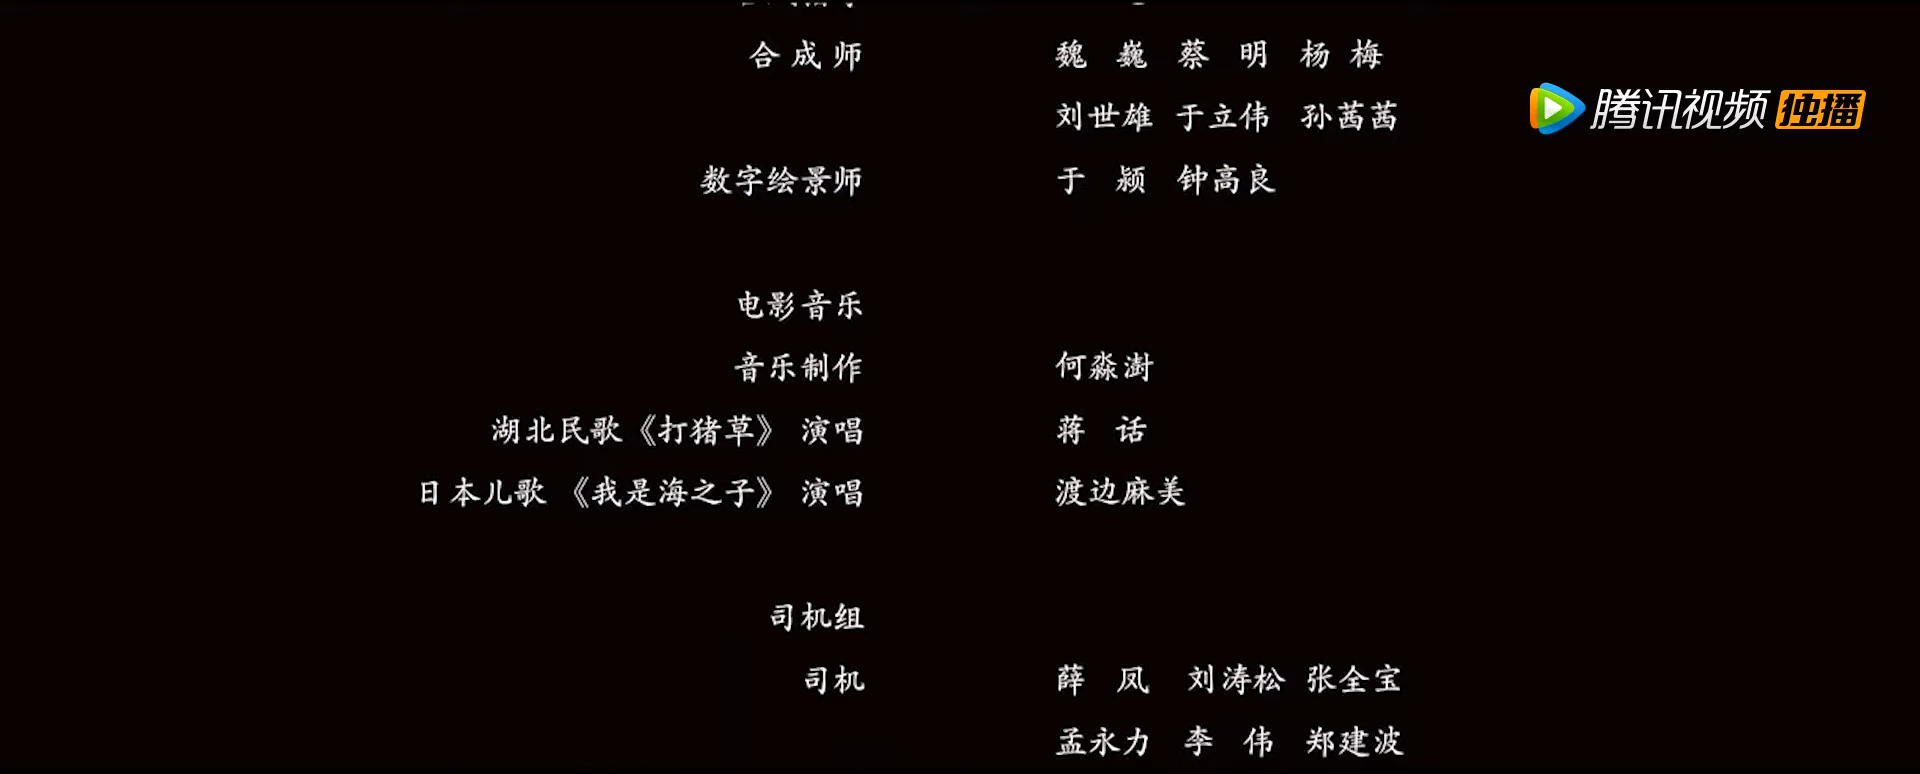 合成师 魏 巍 蔡 明 杨 梅
刘世雄 于立伟 孙茜茜
腾讯视频 独播
数字绘景师 于 颍 钟高良
电影音乐
音乐制作 何淼澍
湖北民歌《打猪草》 演唱 蒋 话
日本儿歌 《我是海之子》 演唱 渡边麻美
司机组
司机 薛 凤 刘涛松 张全宝
孟永力 李 伟 郑建波